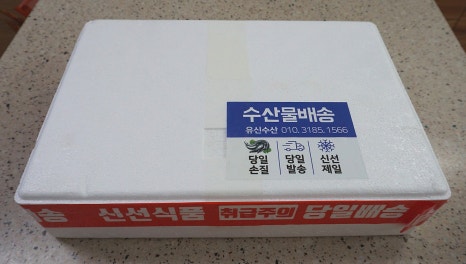 수산물배송
유신수산 010. 3185. 1566
당일 당일 신선
손질 발송 제일
송 신선식품 취급주의 당일배송